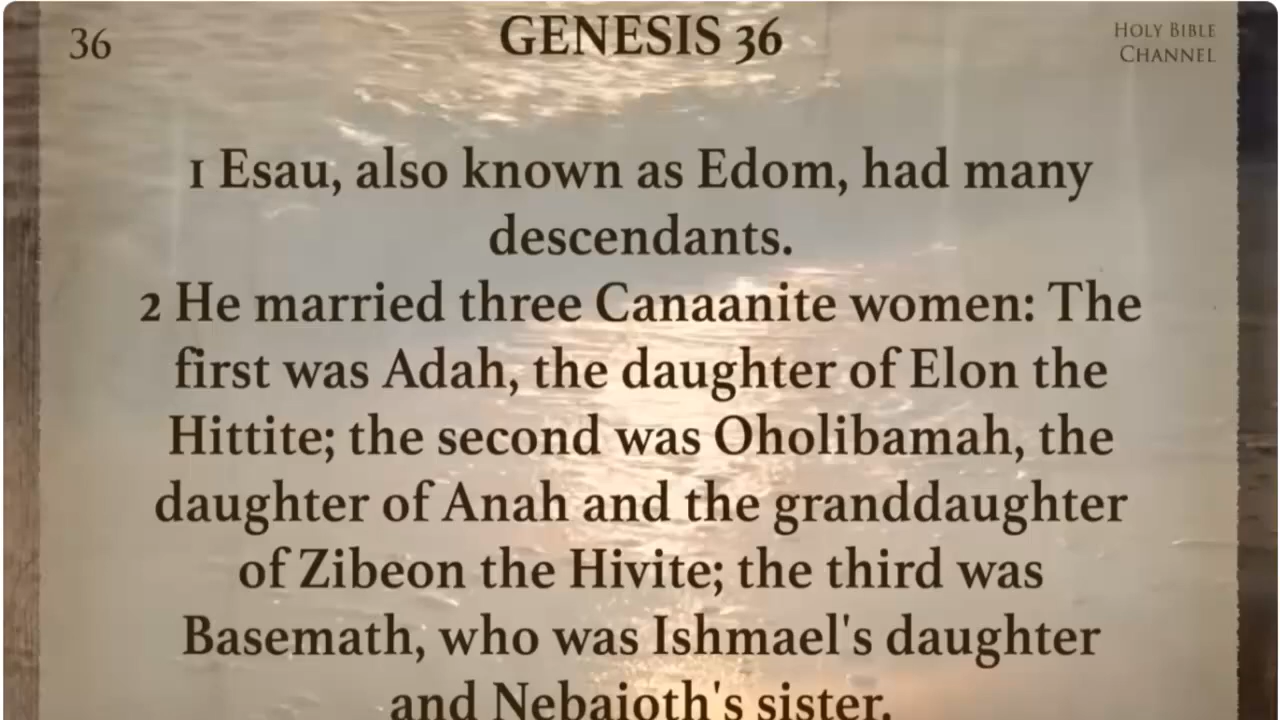 36
GENESIS 36
HOLY BIBLE
CHANNEL
1 Esau, also known as Edom, had many
descendants.
2 He married three Canaanite women: The
first was Adah, the daughter of Elon the
Hittite; the second was Oholibamah, the
daughter of Anah and the granddaughter
of Zibeon the Hivite; the third was
Basemath, who was Ishmael's daughter
and Nebaioth's sister.